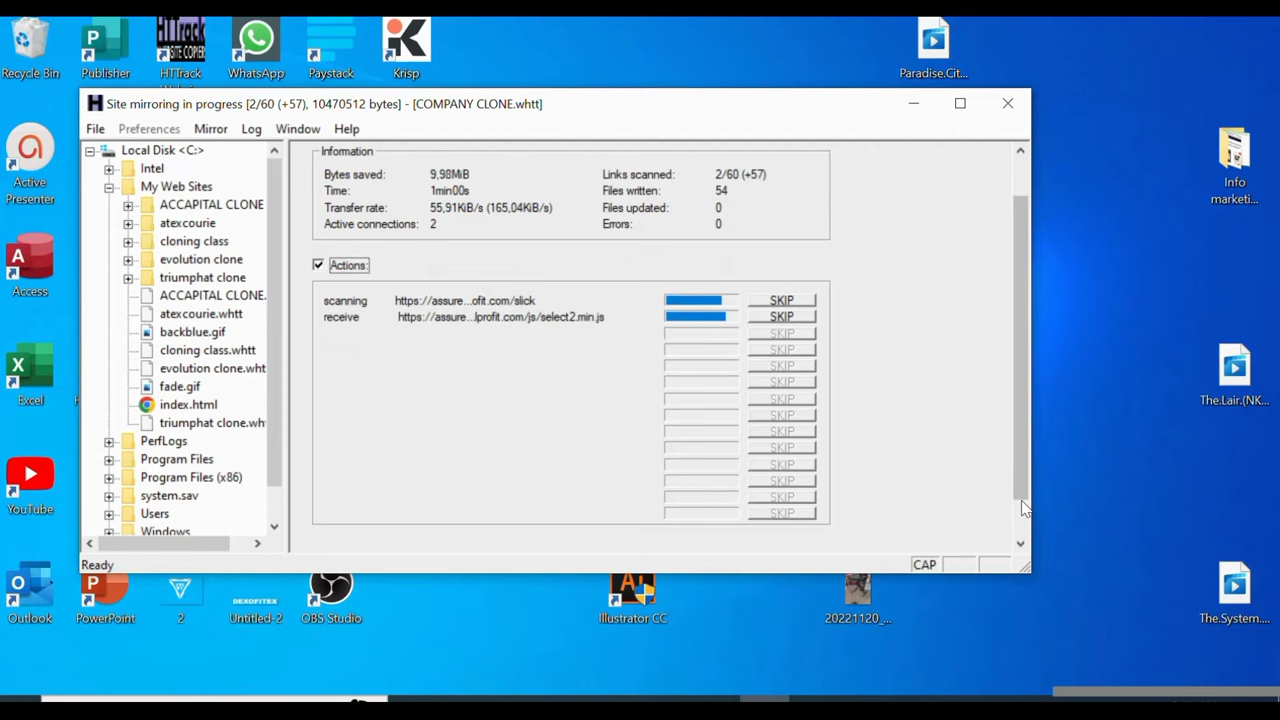 Recycle Bin
Publisher
HTTrack
WhatsApp
Paystack
Krisp
Paradise.Cit...
Site mirroring in progress [2/60 (+57), 10470512 bytes] - [COMPANY CLONE.whtt]
File Preferences Mirror Log Window Help
Active
Presenter
Access
Excel
YouTube
Outlook
Local Disk <C:>
Intel
My Web Sites
ACCAPITAL CLONE
atexcourie
cloning class
evolution clone
triumphat clone
ACCAPITAL CLONE.
atexcourie.whtt
backblue.gif
cloning class.whtt
evolution clone.wht
fade.gif
index.html
triumphat clone.wh
PerfLogs
Program Files
Program Files (x86)
system.sav
Users
Windows
Information
Bytes saved: 9,98MiB Links scanned: 2/60 (+57)
Time: 1min00s Files written: 54
Transfer rate: 55,91KiB/s (165,04KiB/s) Files updated: 0
Active connections: 2 Errors: 0
Actions:
scanning https://assure...ofit.com/slick SKIP
receive https://assure...lprofit.com/js/select2.min.js SKIP
SKIP
SKIP
SKIP
SKIP
SKIP
SKIP
SKIP
SKIP
SKIP
SKIP
SKIP
SKIP
Ready CAP
Info
marketi...
The.Lair.(NK...
The.System....
PowerPoint
2
DEXOFITEX
Untitled-2
OBS Studio
Illustrator CC
20221120_...